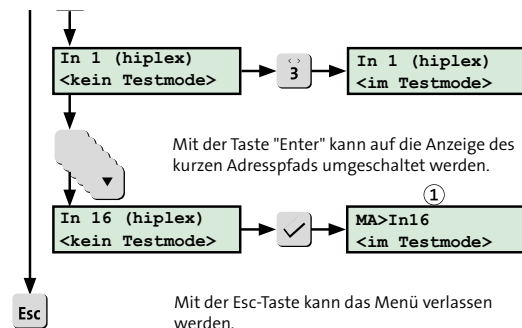 In 1 (hiplex)
<kein Testmode>
3
In 1 (hiplex)
<im Testmode>
Mit der Taste "Enter" kann auf die Anzeige des
kurzen Adresspfads umgeschaltet werden.
1
In 16 (hiplex)
<kein Testmode>
MA>In16
<im Testmode>
Esc
Mit der Esc-Taste kann das Menü verlassen
werden.